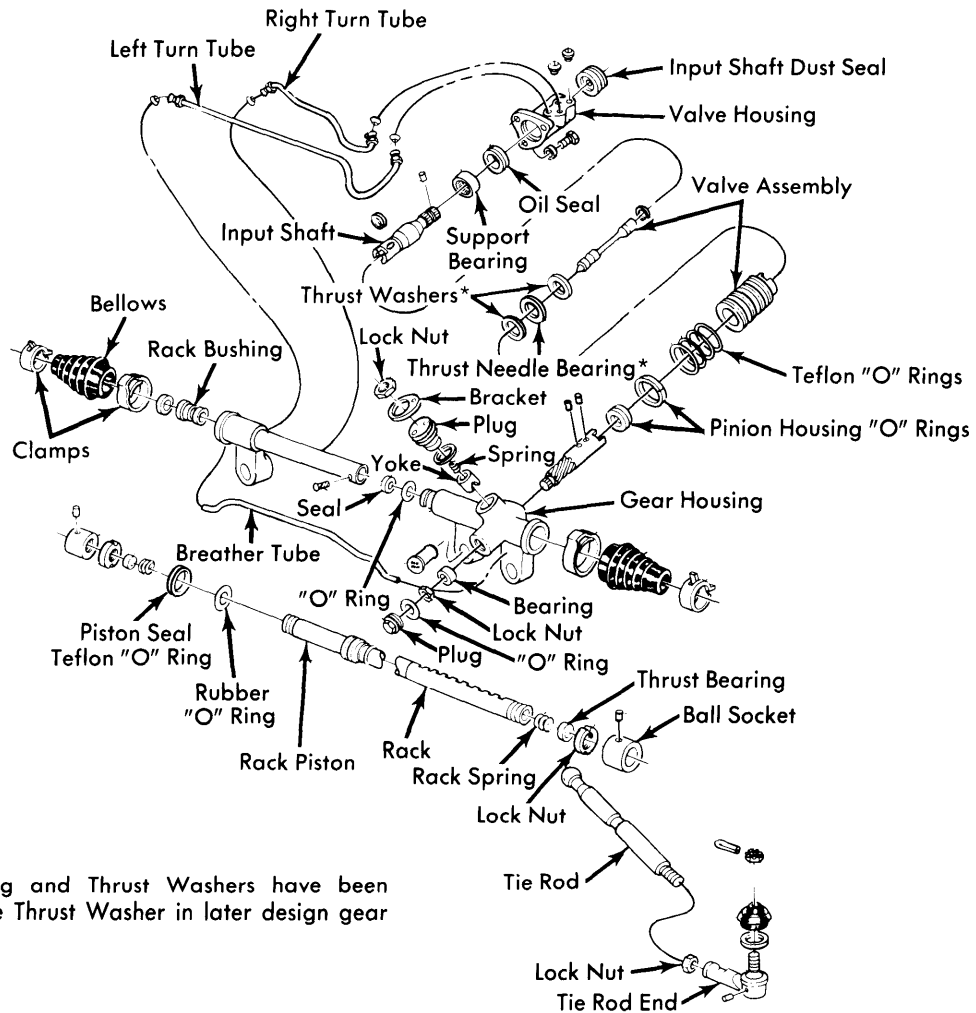 Right Turn Tube
Left Turn Tube
Input Shaft Dust Seal
Valve Housing
Valve Assembly
Oil Seal
Input Shaft
Support
Bearing
Thrust Washers*
Bellows
Lock Nut
Rack Bushing
Thrust Needle Bearing*
Teflon "O" Rings
Bracket
Plug
Pinion Housing "O" Rings
Clamps
Spring
Yoke
Gear Housing
Seal
Breather Tube
"O" Ring
Bearing
Lock Nut
Plug
"O" Ring
Piston Seal
Teflon "O" Ring
Rubber
"O" Ring
Thrust Bearing
Ball Socket
Rack
Rack Piston
Rack Spring
Lock Nut
Tie Rod
g and Thrust Washers have been
e Thrust Washer in later design gear
Lock Nut
Tie Rod End